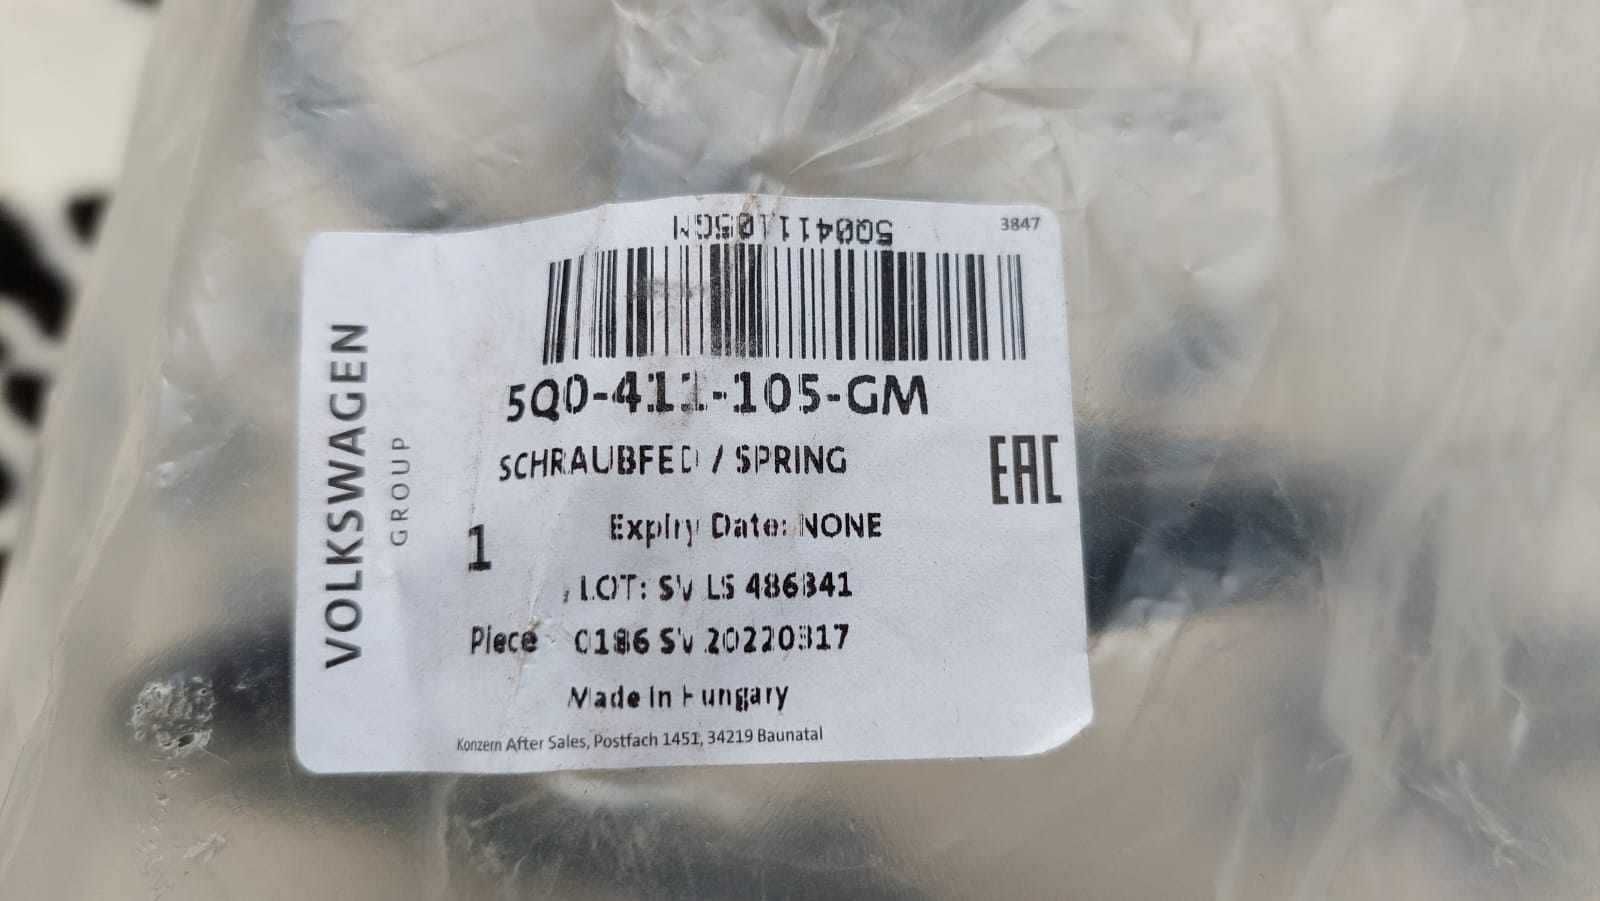 5Q0411105GM
3847
5Q0-411-105-GM
SCHRAUBFED / SPRING
EAC
Expiry Date: NONE
1
LOT: SV LS 486841
Piece 0186 SV 20220317
Made in Hungary
Konzern After Sales, Postfach 1451, 34219 Baunatal
VOLKSWAGEN
GROUP